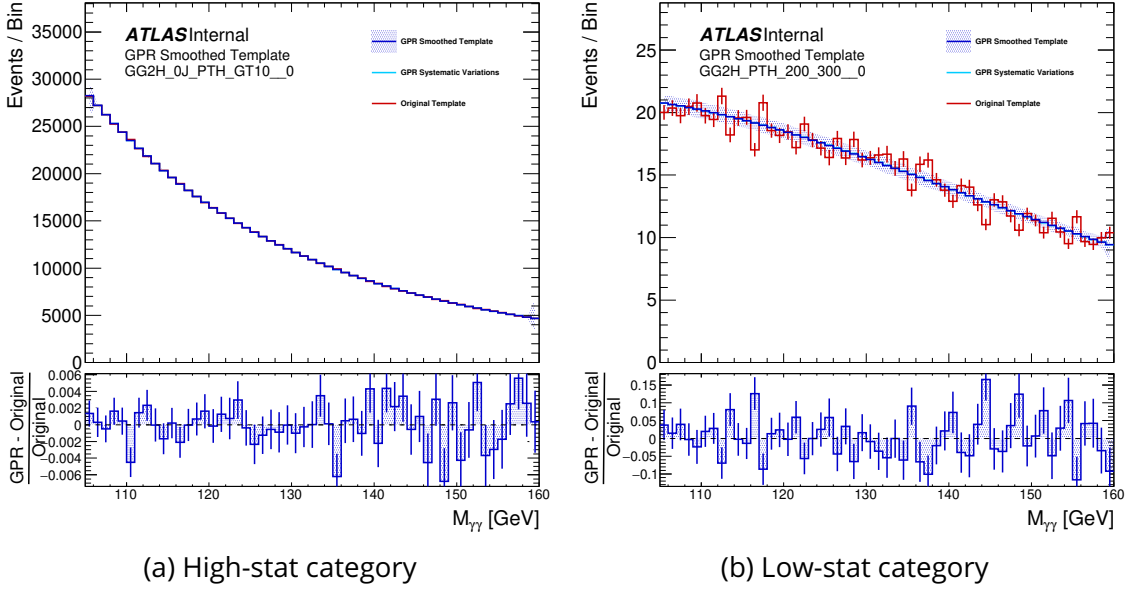 Events / Bin
35000
30000
25000
20000
15000
10000
5000
0
ATLAS Internal
GPR Smoothed Template
GG2H_0J_PTH_GT10__0
GPR Smoothed Template
GPR Systematic Variations
Original Template
GPR - Original
Original
0.006
0.004
0.002
0
−0.002
−0.004
−0.006
110 120 130 140 150 160
Mγγ [GeV]
(a) High-stat category
Events / Bin
25
20
15
10
5
0
ATLAS Internal
GPR Smoothed Template
GG2H_PTH_200_300__0
GPR Smoothed Template
GPR Systematic Variations
Original Template
GPR - Original
Original
0.15
0.1
0.05
0
−0.05
−0.1
110 120 130 140 150 160
Mγγ [GeV]
(b) Low-stat category